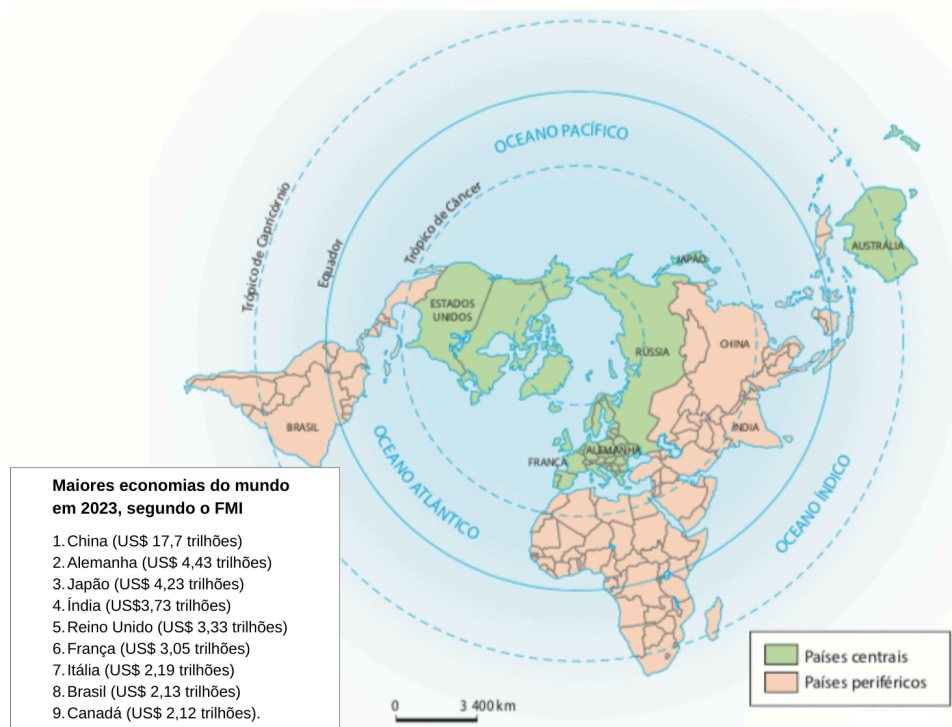 OCEANO PACÍFICO
Trópico de Capricórnio
Equador
Trópico de Câncer
JAPÃO
AUSTRÁLIA
ESTADOS
UNIDOS
RÚSSIA
CHINA
BRASIL
ÍNDIA
ALEMANHA
FRANÇA
OCEANO ATLÂNTICO
OCEANO ÍNDICO
Maiores economias do mundo
em 2023, segundo o FMI
1. China (US$ 17,7 trilhões)
2. Alemanha (US$ 4,43 trilhões)
3. Japão (US$ 4,23 trilhões)
4. Índia (US$3,73 trilhões)
5. Reino Unido (US$ 3,33 trilhões)
6. França (US$ 3,05 trilhões)
7. Itália (US$ 2,19 trilhões)
8. Brasil (US$ 2,13 trilhões)
9. Canadá (US$ 2,12 trilhões).
Países centrais
Países periféricos
0 3 400 km